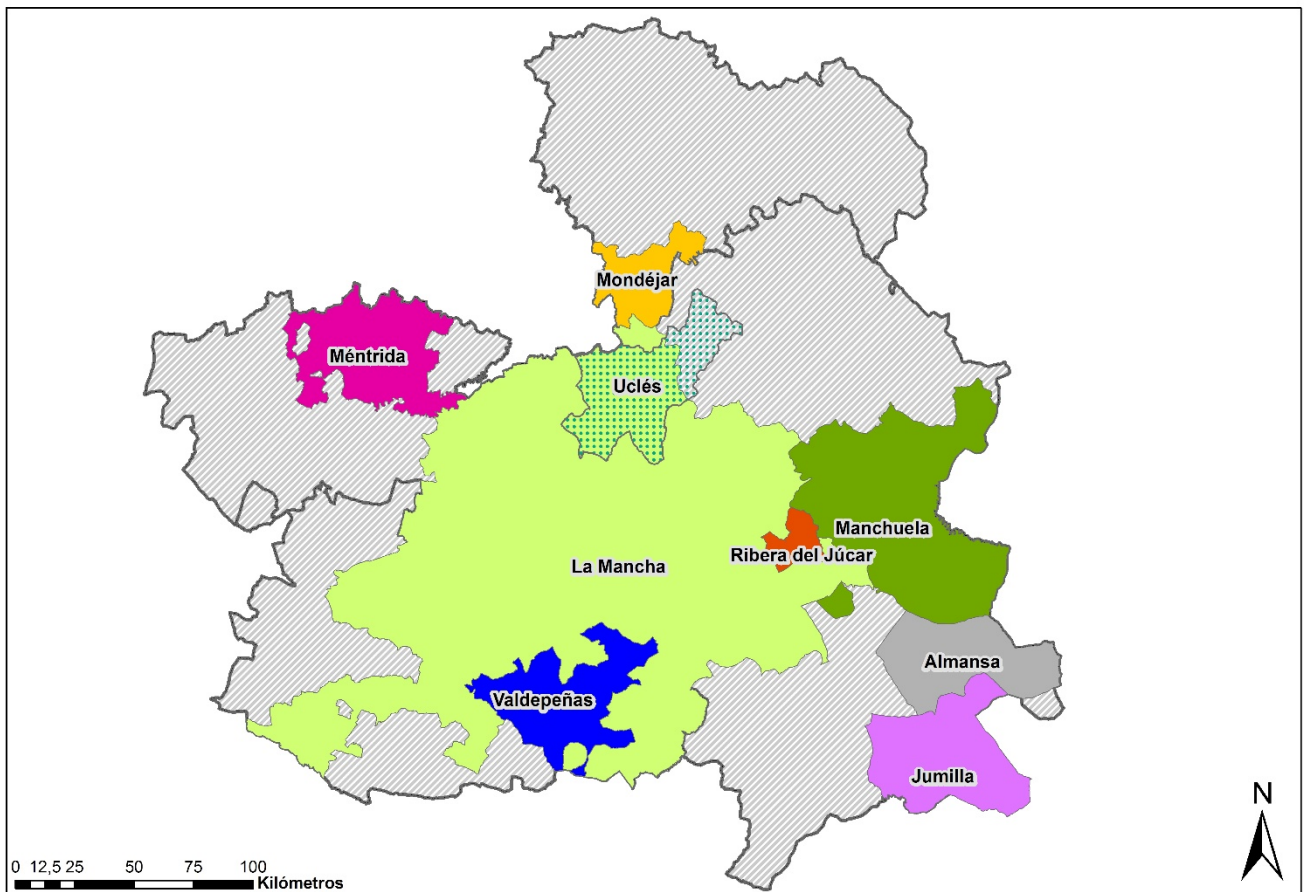 Mondéjar
Méntrida
Uclés
Manchuela
Ribera del Júcar
La Mancha
Almansa
Valdepeñas
Jumilla
N
0 12,5 25 50 75 100
Kilómetros